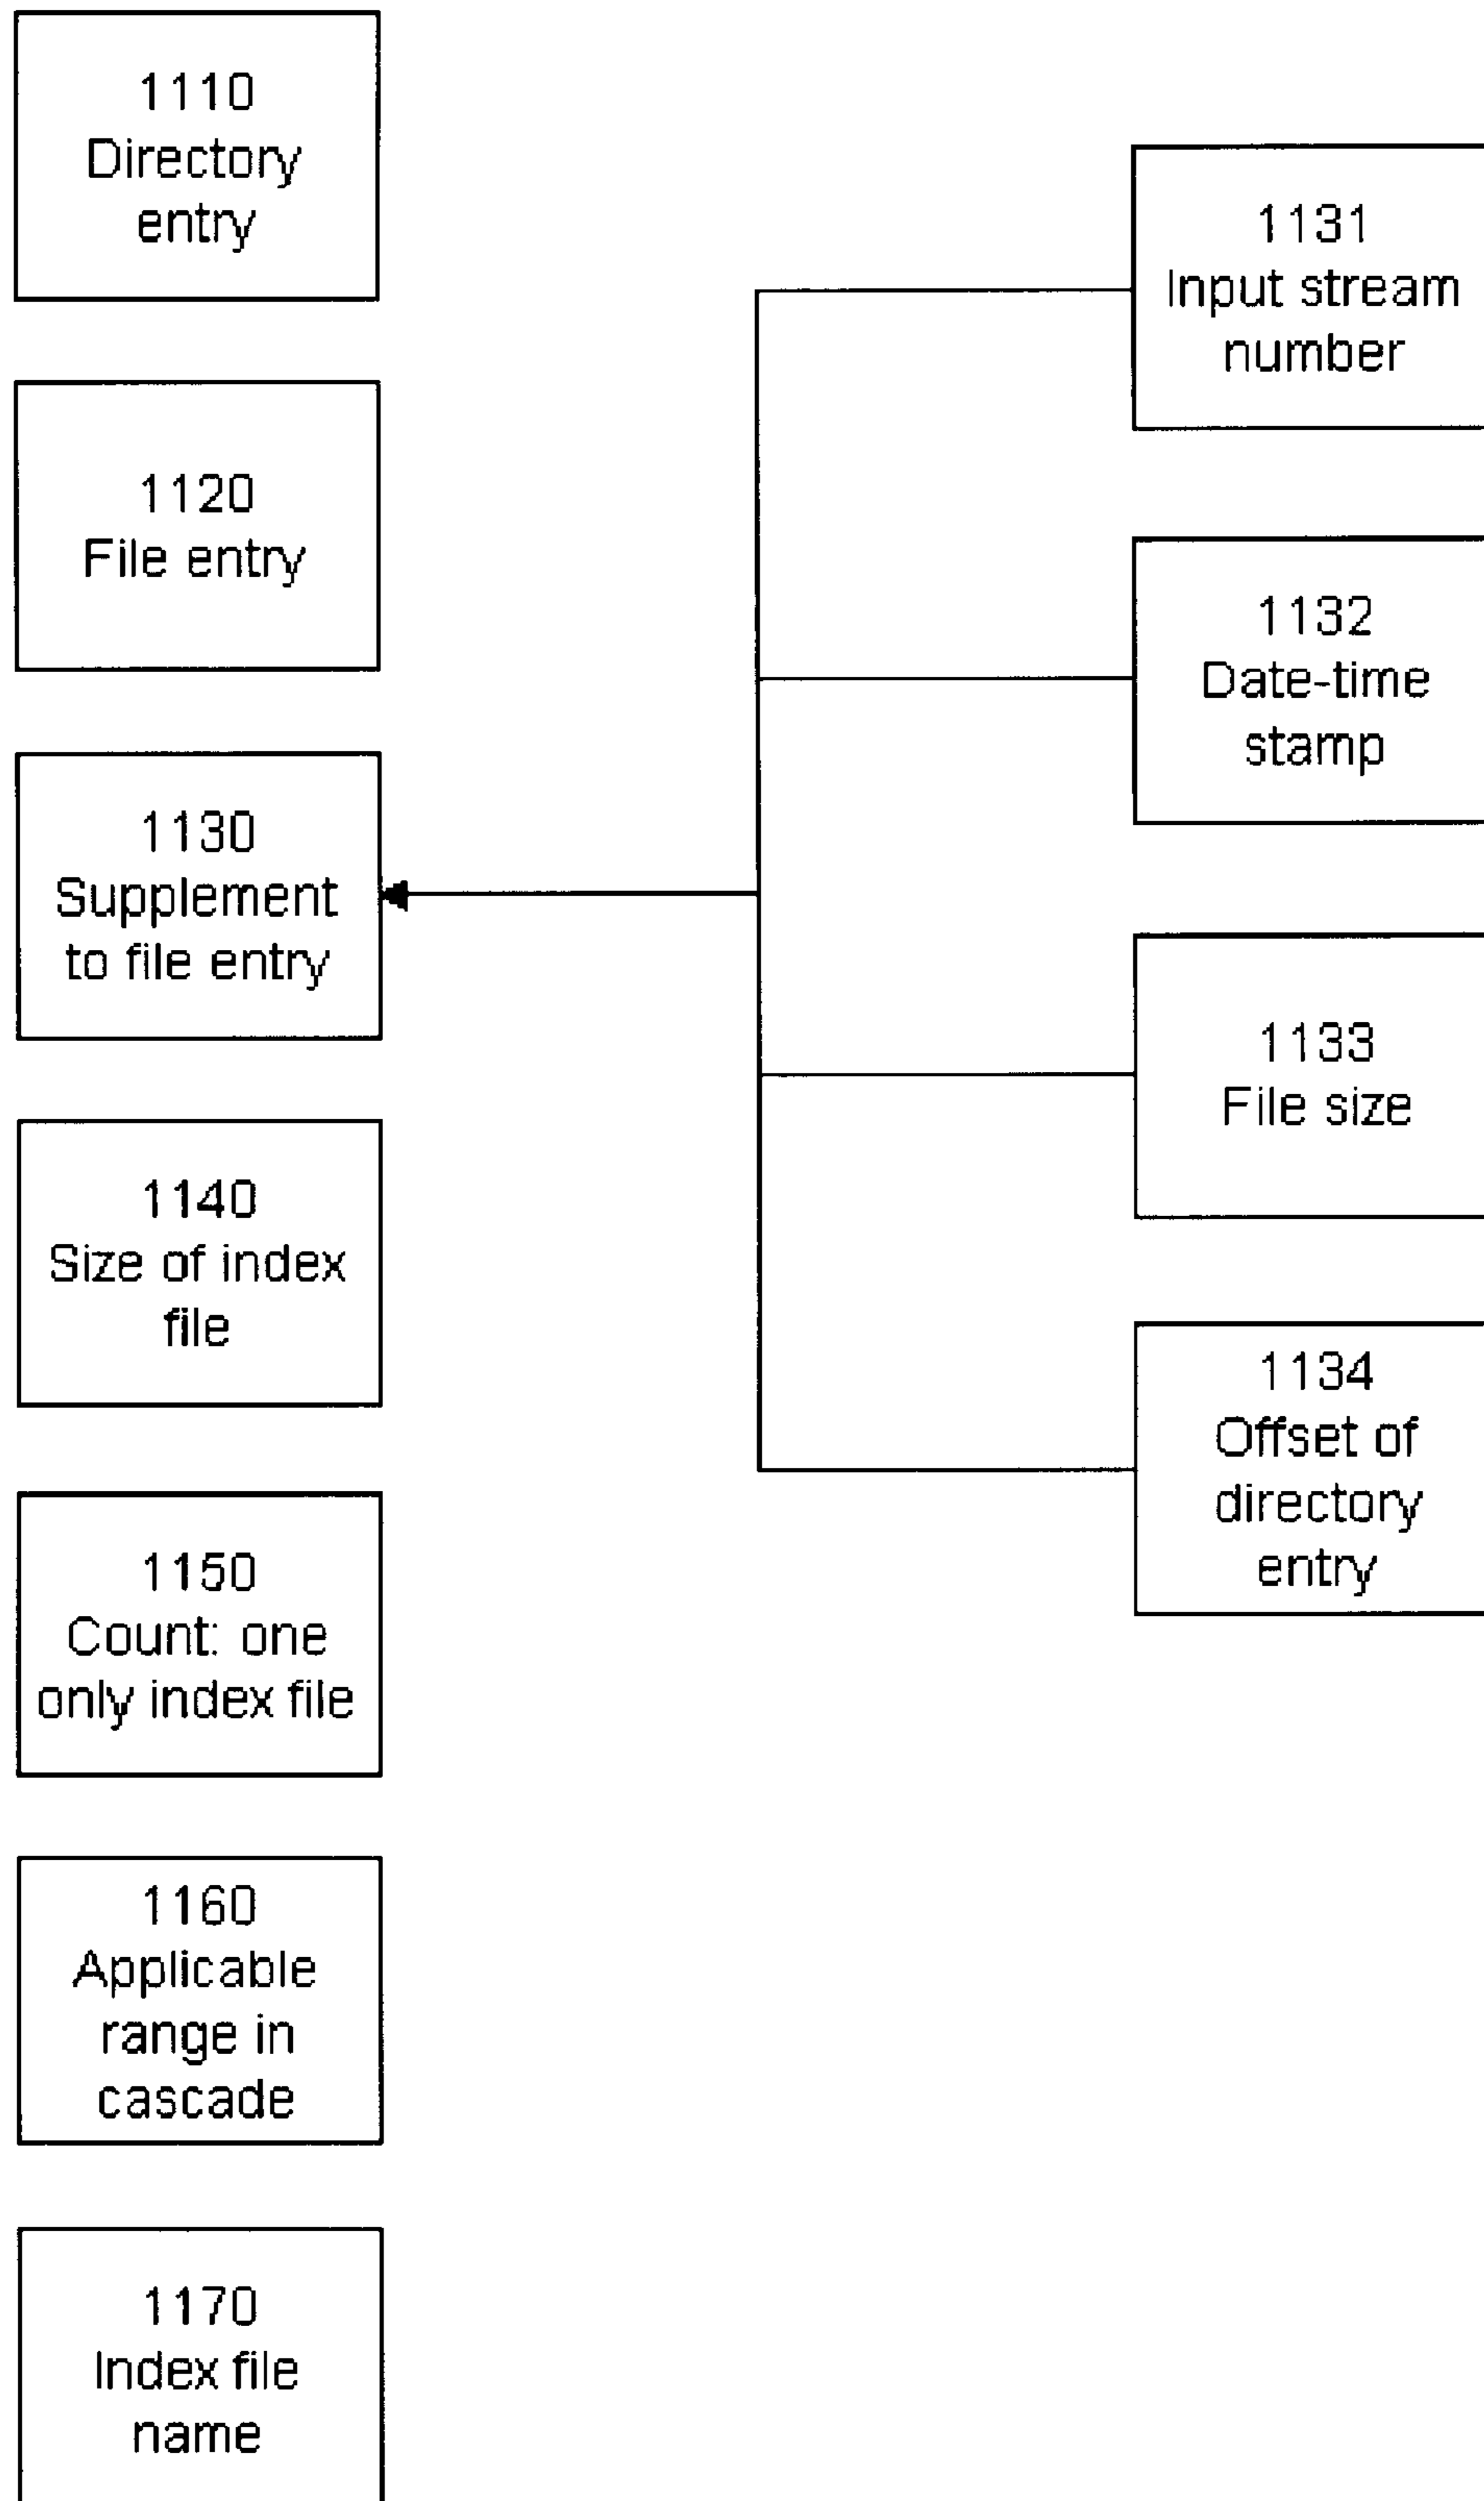 1110
Directory
entry
1120
File entry
1130
Supplement
to file entry
1140
Size of index
file
1150
Count: one
only index file
1160
Applicable
range in
cascade
1170
Index file
name
1131
Input stream
number
1132
Date-time
stamp
1133
File size
1134
Offset of
directory
entry